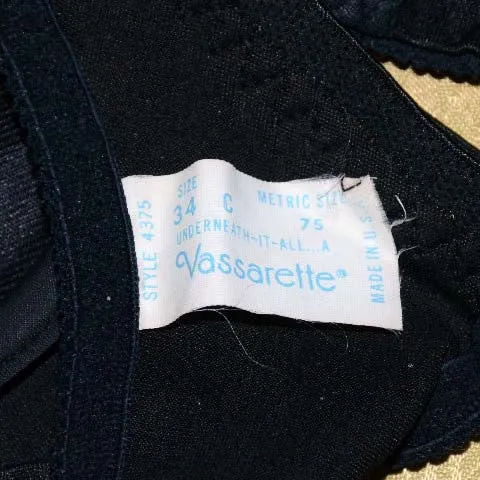 STYLE 4375
SIZE METRIC SIZE
34 C 75
UNDERNEATH-IT-ALL...A
Vassarette®
MADE IN U.S.